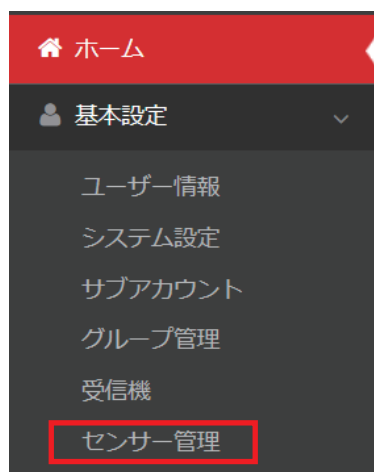 ホーム
基本設定
ユーザー情報
システム設定
サブアカウント
グループ管理
受信機
センサー管理